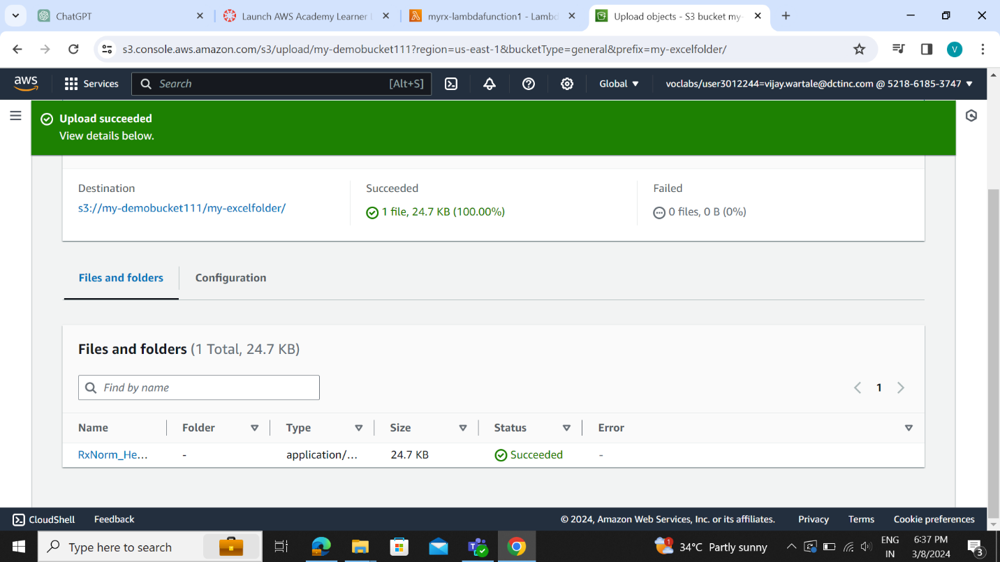 ChatGPT
Launch AWS Academy Learner
myrx-lambdafunction1 - Lambd
Upload objects - S3 bucket my-
s3.console.aws.amazon.com/s3/upload/my-demobucket111?region=us-east-1&bucketType=general&prefix=my-excelfolder/
V
aws
Services
Search [Alt+S]
Global
voclabs/user3012244=vijay.wartale@dctinc.com @ 5218-6185-3747
Upload succeeded
View details below.
Destination
s3://my-demobucket111/my-excelfolder/
Succeeded
1 file, 24.7 KB (100.00%)
Failed
0 files, 0 B (0%)
Files and folders
Configuration
Files and folders (1 Total, 24.7 KB)
Find by name
1
Name Folder Type Size Status Error
RxNorm_He... - application/... 24.7 KB Succeeded -
CloudShell Feedback © 2024, Amazon Web Services, Inc. or its affiliates. Privacy Terms Cookie preferences
Type here to search
1
34°C Partly sunny
ENG
IN
6:37 PM
3/8/2024
3